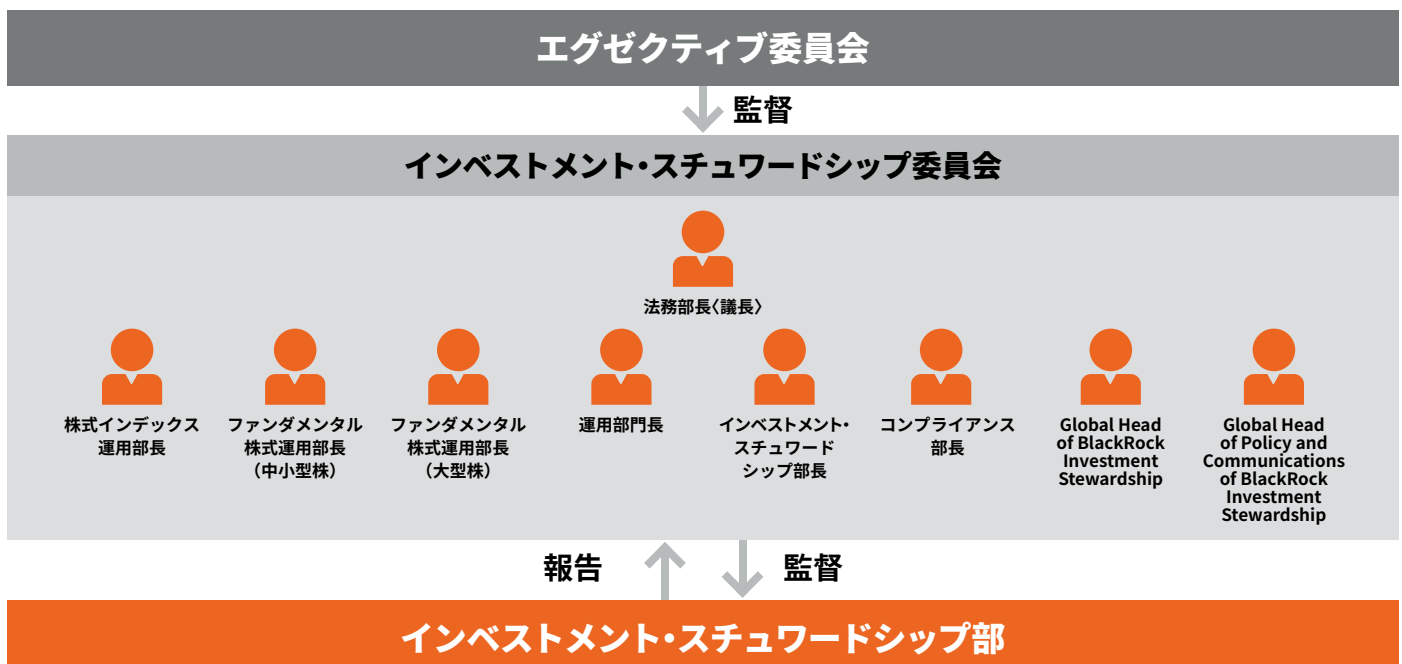 エグゼクティブ委員会
監督
インベストメント・スチュワードシップ委員会
法務部長〈議長〉
株式インデックス
運用部長
ファンダメンタル
株式運用部長
（中小型株）
ファンダメンタル
株式運用部長
（大型株）
運用部門長
インベストメント・
スチュワード
シップ部長
コンプライアンス
部長
Global Head
of BlackRock
Investment
Stewardship
Global Head
of Policy and
Communications
of BlackRock
Investment
Stewardship
報告
監督
インベストメント・スチュワードシップ部